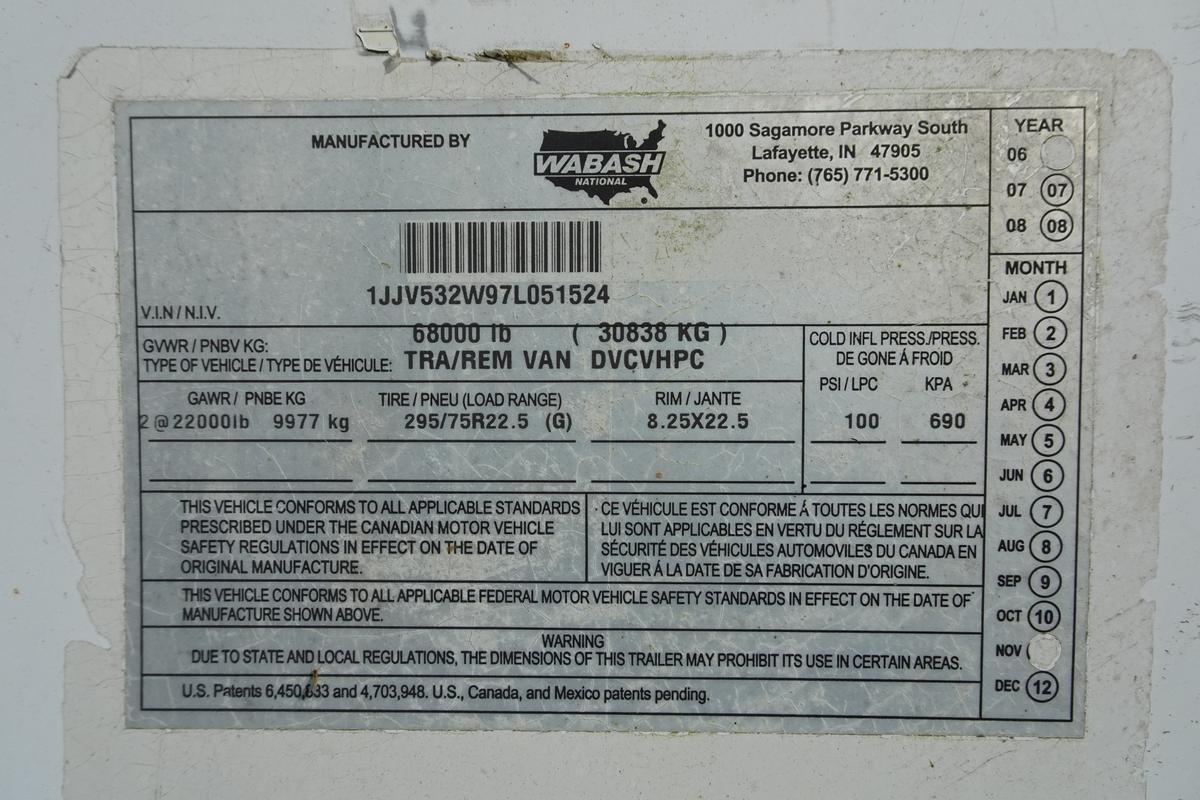 MANUFACTURED BY
WABASH
NATIONAL
1000 Sagamore Parkway South
Lafayette, IN 47905
Phone: (765) 771-5300
YEAR
06
07 07
08 08
1JJV532W97L051524
V.I.N / N.I.V.
GVWR / PNBV KG: 68000 lb ( 30838 KG )
TYPE OF VEHICLE / TYPE DE VÉHICULE: TRA/REM VAN DVCVHPC
COLD INFL PRESS./PRESS.
DE GONE Á FROID
PSI / LPC KPA
100 690
GAWR / PNBE KG TIRE / PNEU (LOAD RANGE) RIM / JANTE
2 @ 22000lb 9977 kg 295/75R22.5 (G) 8.25X22.5
MONTH
JAN 1
FEB 2
MAR 3
APR 4
MAY 5
JUN 6
JUL 7
AUG 8
SEP 9
OCT 10
NOV
DEC 12
THIS VEHICLE CONFORMS TO ALL APPLICABLE STANDARDS
PRESCRIBED UNDER THE CANADIAN MOTOR VEHICLE
SAFETY REGULATIONS IN EFFECT ON THE DATE OF
ORIGINAL MANUFACTURE.
CE VÉHICULE EST CONFORME Á TOUTES LES NORMES QUI
LUI SONT APPLICABLES EN VERTU DU RÉGLEMENT SUR LA
SÉCURITÉ DES VÉHICULES AUTOMOVILES DU CANADA EN
VIGUER Á LA DATE DE SA FABRICATION D'ORIGINE.
THIS VEHICLE CONFORMS TO ALL APPLICABLE FEDERAL MOTOR VEHICLE SAFETY STANDARDS IN EFFECT ON THE DATE OF
MANUFACTURE SHOWN ABOVE.
WARNING
DUE TO STATE AND LOCAL REGULATIONS, THE DIMENSIONS OF THIS TRAILER MAY PROHIBIT ITS USE IN CERTAIN AREAS.
U.S. Patents and 4,703,948. U.S., Canada, and Mexico patents pending.